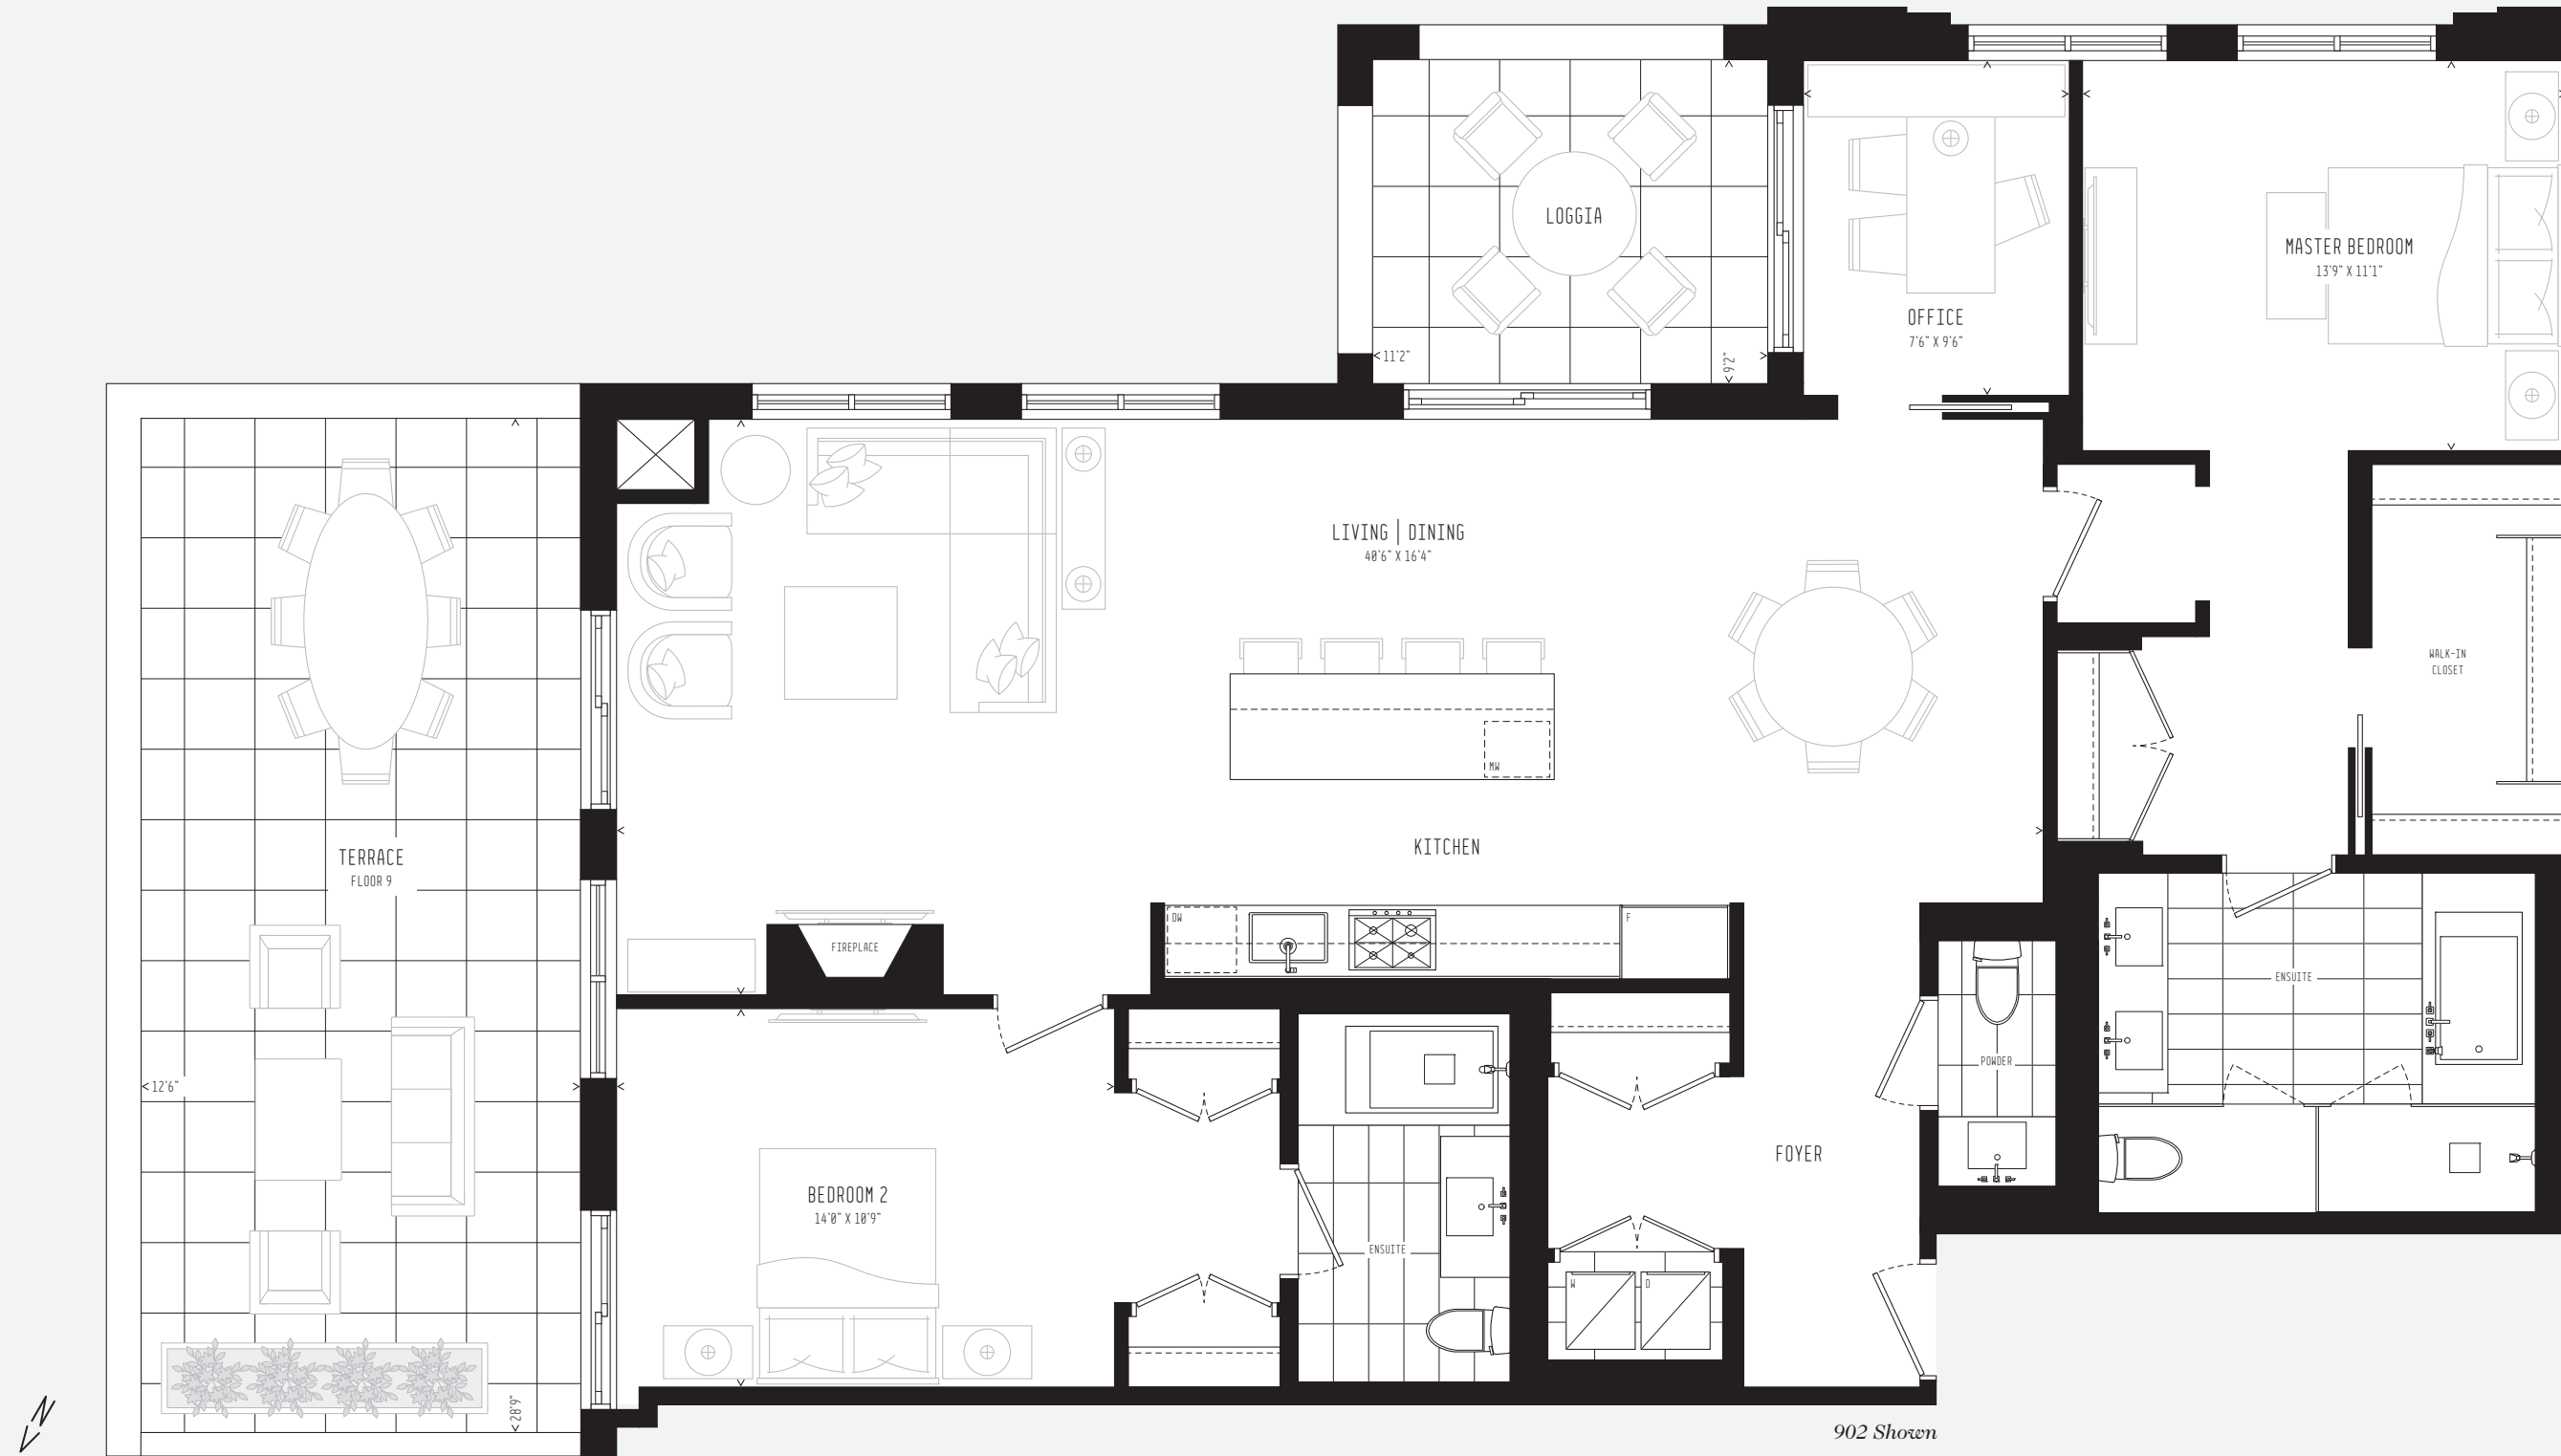 LOGGIA
11'2"
9'2"
OFFICE
7'6" X 9'6"
MASTER BEDROOM
13'9" X 11'1"
LIVING | DINING
40'6" X 16'4"
WALK-IN
CLOSET
MW
KITCHEN
TERRACE
FLOOR 9
12'6"
28'9"
FIREPLACE
DW
F
ENSUITE
POWDER
FOYER
BEDROOM 2
14'0" X 10'9"
ENSUITE
W
D
N
902 Shown